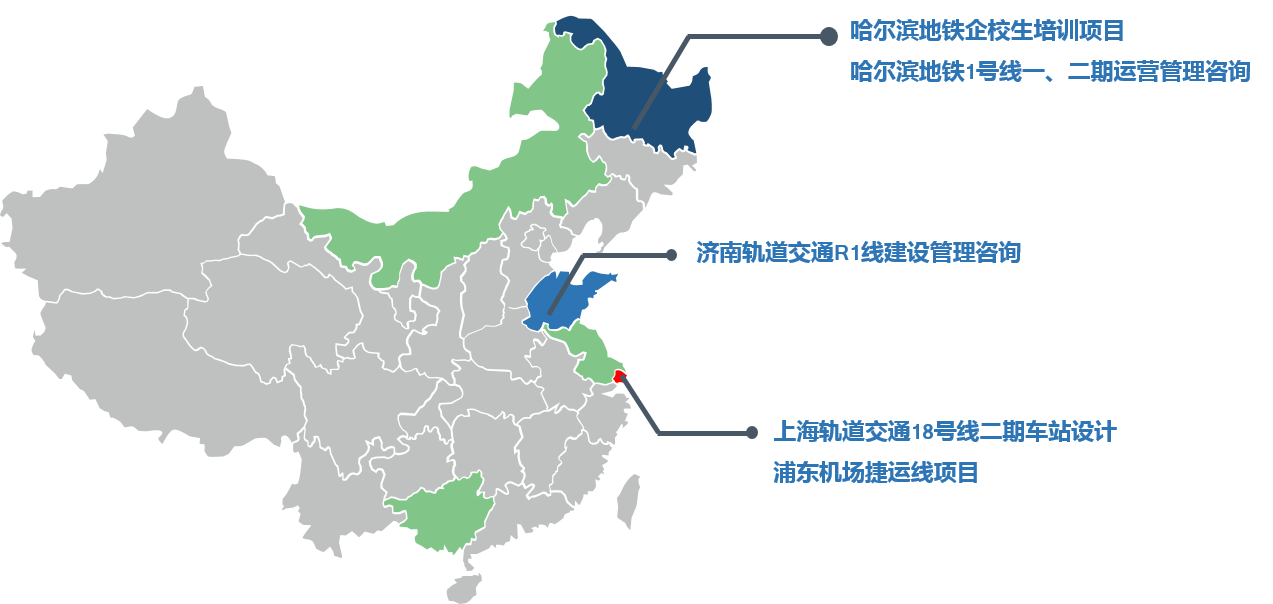 哈尔滨地铁企校生培训项目
哈尔滨地铁1号线一、二期运营管理咨询
济南轨道交通R1线建设管理咨询
上海轨道交通18号线二期车站设计
浦东机场捷运线项目